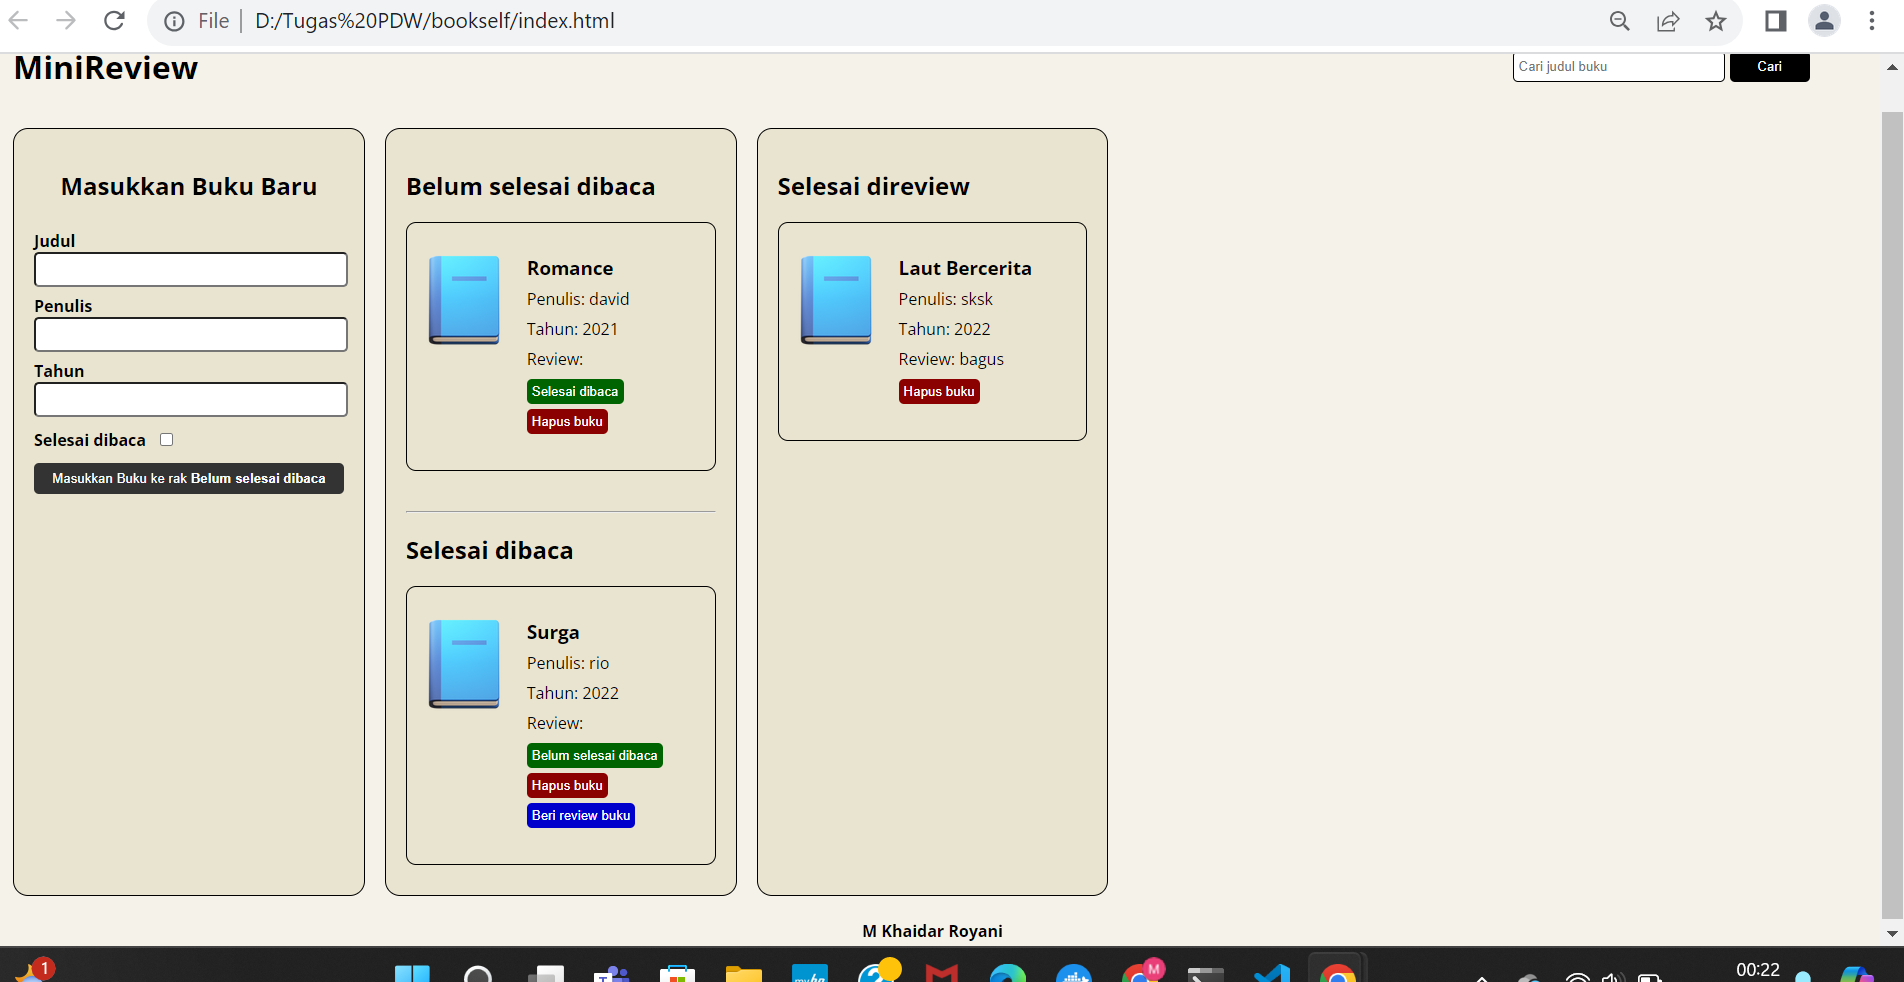 File
D:/Tugas%20PDW/bookself/index.html
MiniReview
Cari judul buku
Cari
Masukkan Buku Baru
Judul
Penulis
Tahun
Selesai dibaca
Masukkan Buku ke rak Belum selesai dibaca
Belum selesai dibaca
Romance
Penulis: david
Tahun: 2021
Review:
Selesai dibaca
Hapus buku
Selesai dibaca
Surga
Penulis: rio
Tahun: 2022
Review:
Belum selesai dibaca
Hapus buku
Beri review buku
Selesai direview
Laut Bercerita
Penulis: sksk
Tahun: 2022
Review: bagus
Hapus buku
M Khaidar Royani
1
M
00:22